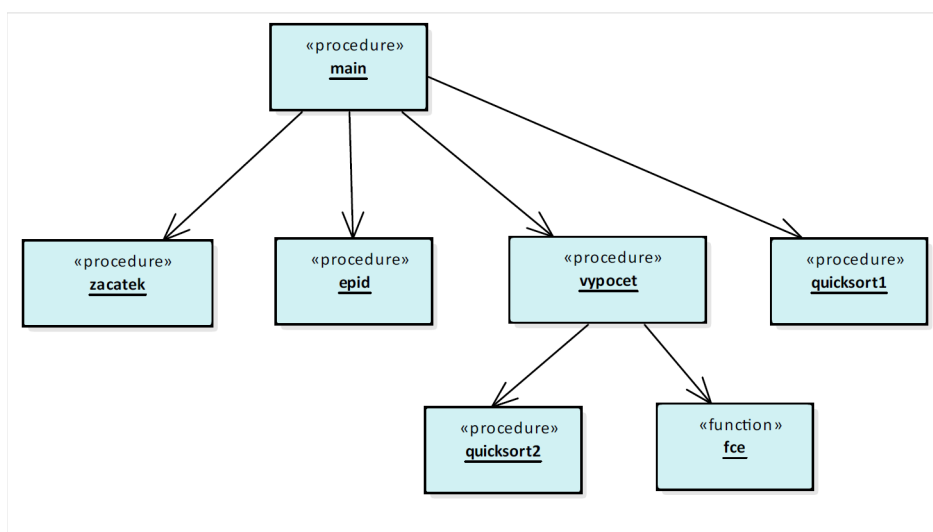 «procedure»
main
«procedure»
zacatek
«procedure»
epid
«procedure»
vypocet
«procedure»
quicksort1
«procedure»
quicksort2
«function»
fce